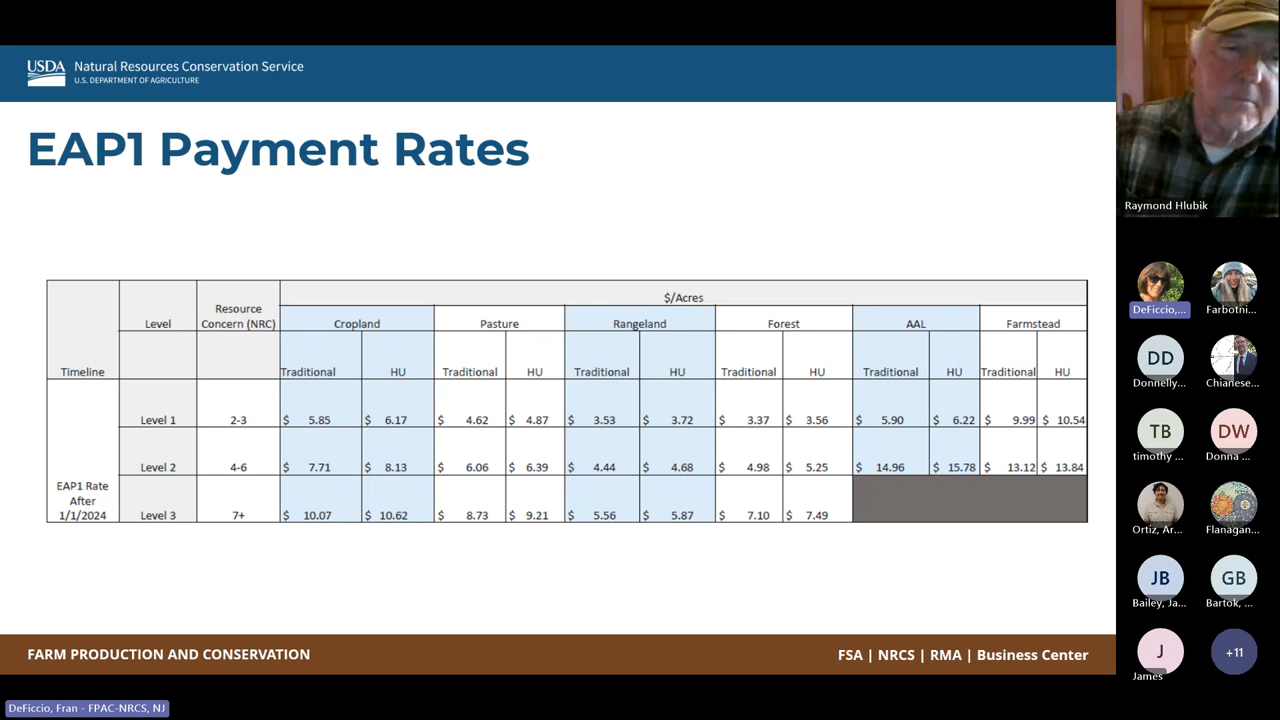 USDA Natural Resources Conservation Service
U.S. DEPARTMENT OF AGRICULTURE
EAP1 Payment Rates
$/Acres
Timeline Level Resource Concern (NRC) Cropland Pasture Rangeland Forest AAL Farmstead
Traditional HU Traditional HU Traditional HU Traditional HU Traditional HU Traditional HU
Level 1 2-3 $ 5.85 $ 6.17 $ 4.62 $ 4.87 $ 3.53 $ 3.72 $ 3.37 $ 3.56 $ 5.90 $ 6.22 $ 9.99 $ 10.54
Level 2 4-6 $ 7.71 $ 8.13 $ 6.06 $ 6.39 $ 4.44 $ 4.68 $ 4.98 $ 5.25 $ 14.96 $ 15.78 $ 13.12 $ 13.84
EAP1 Rate After 1/1/2024 Level 3 7+ $ 10.07 $ 10.62 $ 8.73 $ 9.21 $ 5.56 $ 5.87 $ 7.10 $ 7.49
FARM PRODUCTION AND CONSERVATION
FSA | NRCS | RMA | Business Center
DeFiccio, Fran - FPAC-NRCS, NJ
Raymond Hlubik
DeFiccio,... Farbotni...
DD
Donnelly... Chianese...
TB DW
timothy ... Donna ...
Ortiz, Ar... Flanagan...
JB GB
Bailey, Ja... Bartok, ...
J +11
James